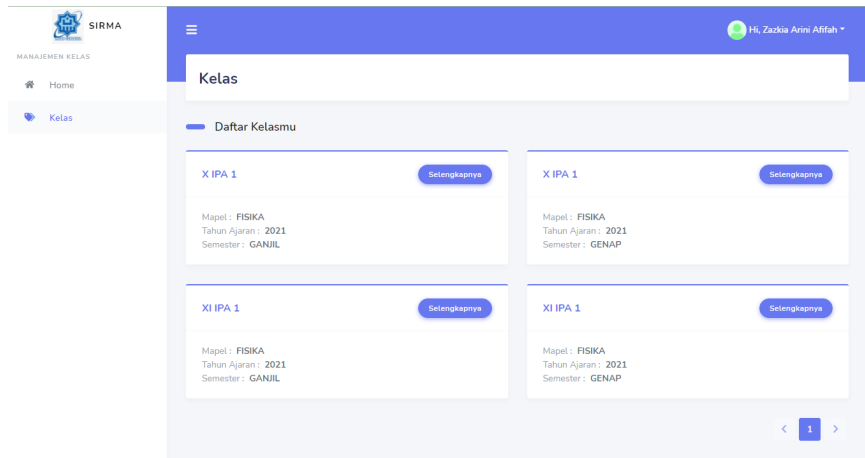 SIRMA
Hi, Zazkia Arini Afifah
MANAJEMEN KELAS
Home
Kelas
Kelas
Daftar Kelasmu
X IPA 1
Selengkapnya
Mapel : FISIKA
Tahun Ajaran : 2021
Semester : GANJIL
X IPA 1
Selengkapnya
Mapel : FISIKA
Tahun Ajaran : 2021
Semester : GENAP
XI IPA 1
Selengkapnya
Mapel : FISIKA
Tahun Ajaran : 2021
Semester : GANJIL
XI IPA 1
Selengkapnya
Mapel : FISIKA
Tahun Ajaran : 2021
Semester : GENAP
1